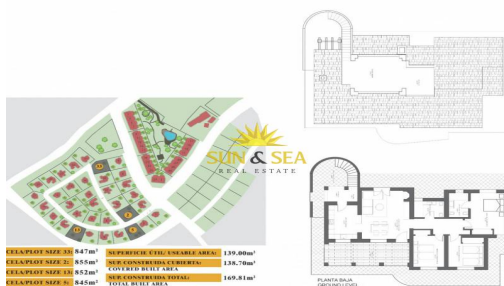 SUN & SEA
REAL ESTATE
CELA/PLOT SIZE 33: 847m²
CELA/PLOT SIZE 2: 855m²
CELA/PLOT SIZE 13: 852m²
CELA/PLOT SIZE 5: 845m²
SUPERFICIE ÚTIL: USEABLE AREA: 139.00m²
SUP. CONSTRUIDA CUBIERTA: 138.70m²
COVERED BUILT AREA
SUP. CONSTRUIDA TOTAL: 169.81m²
TOTAL BUILT AREA
PLANTA BAJA
GROUND LEVEL